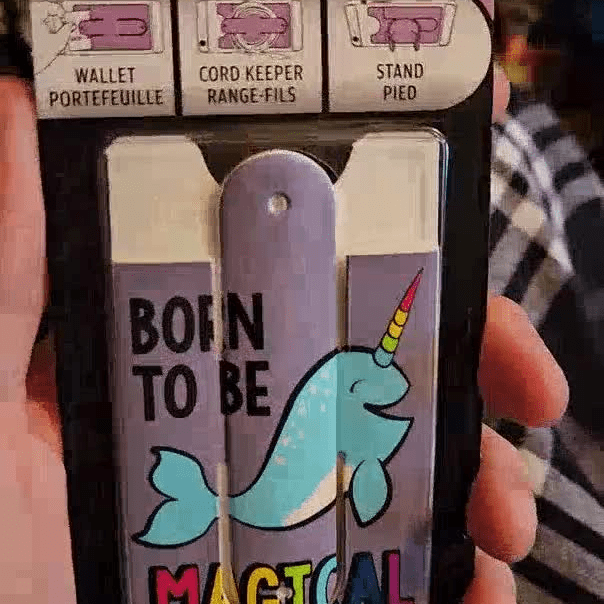 WALLET
PORTEFEUILLE
CORD KEEPER
RANGE-FILS
STAND
PIED
BORN
TO BE
MAGICAL